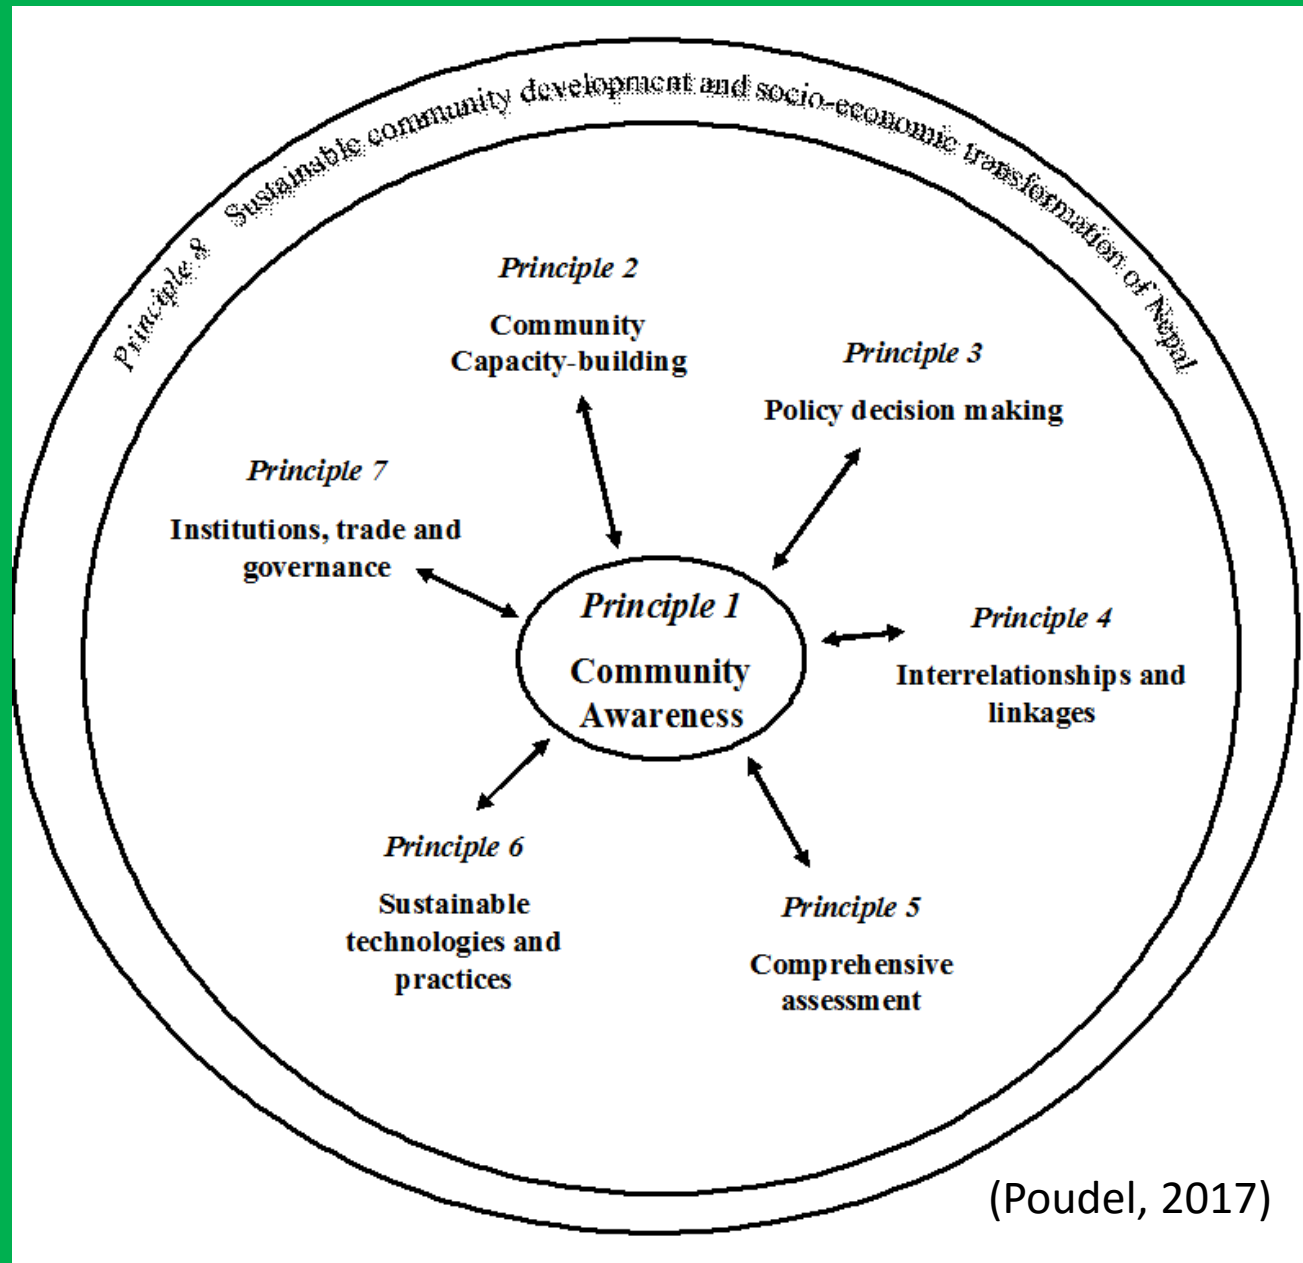 Principle 8 Sustainable community development and socio-economic transformation of Nepal
Principle 2
Community
Capacity-building
Principle 3
Policy decision making
Principle 7
Institutions, trade and
governance
Principle 1
Community
Awareness
Principle 4
Interrelationships and
linkages
Principle 6
Sustainable
technologies and
practices
Principle 5
Comprehensive
assessment
(Poudel, 2017)